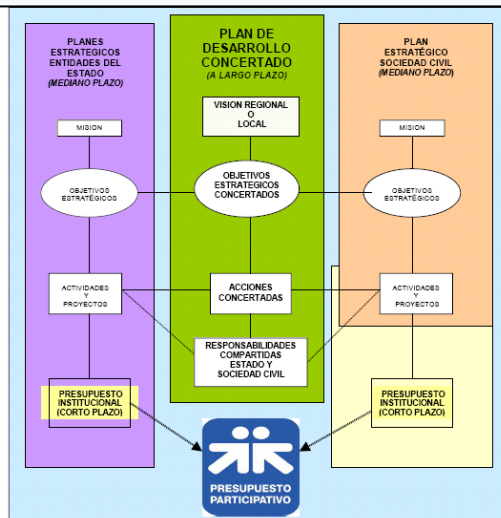 PLANES
ESTRATEGICOS
ENTIDADES DEL
ESTADO
(MEDIANO PLAZO)
MISION
OBJETIVOS
ESTRATÉGICOS
ACTIVIDADES
Y
PROYECTOS
PRESUPUESTO
INSTITUCIONAL
(CORTO PLAZO)
PLAN DE
DESARROLLO
CONCERTADO
(A LARGO PLAZO)
VISION REGIONAL
O
LOCAL
OBJETIVOS
ESTRATEGICOS
CONCERTADOS
ACCIONES
CONCERTADAS
RESPONSABILIDADES
COMPARTIDAS
ESTADO Y
SOCIEDAD CIVIL
PLAN
ESTRATÉGICO
SOCIEDAD CIVIL
(MEDIANO PLAZO)
MISION
OBJETIVOS
ESTRATÉGICOS
ACTIVIDADES
Y
PROYECTOS
PRESUPUESTO
INSTITUCIONAL
(CORTO PLAZO)
PRESUPUESTO
PARTICIPATIVO